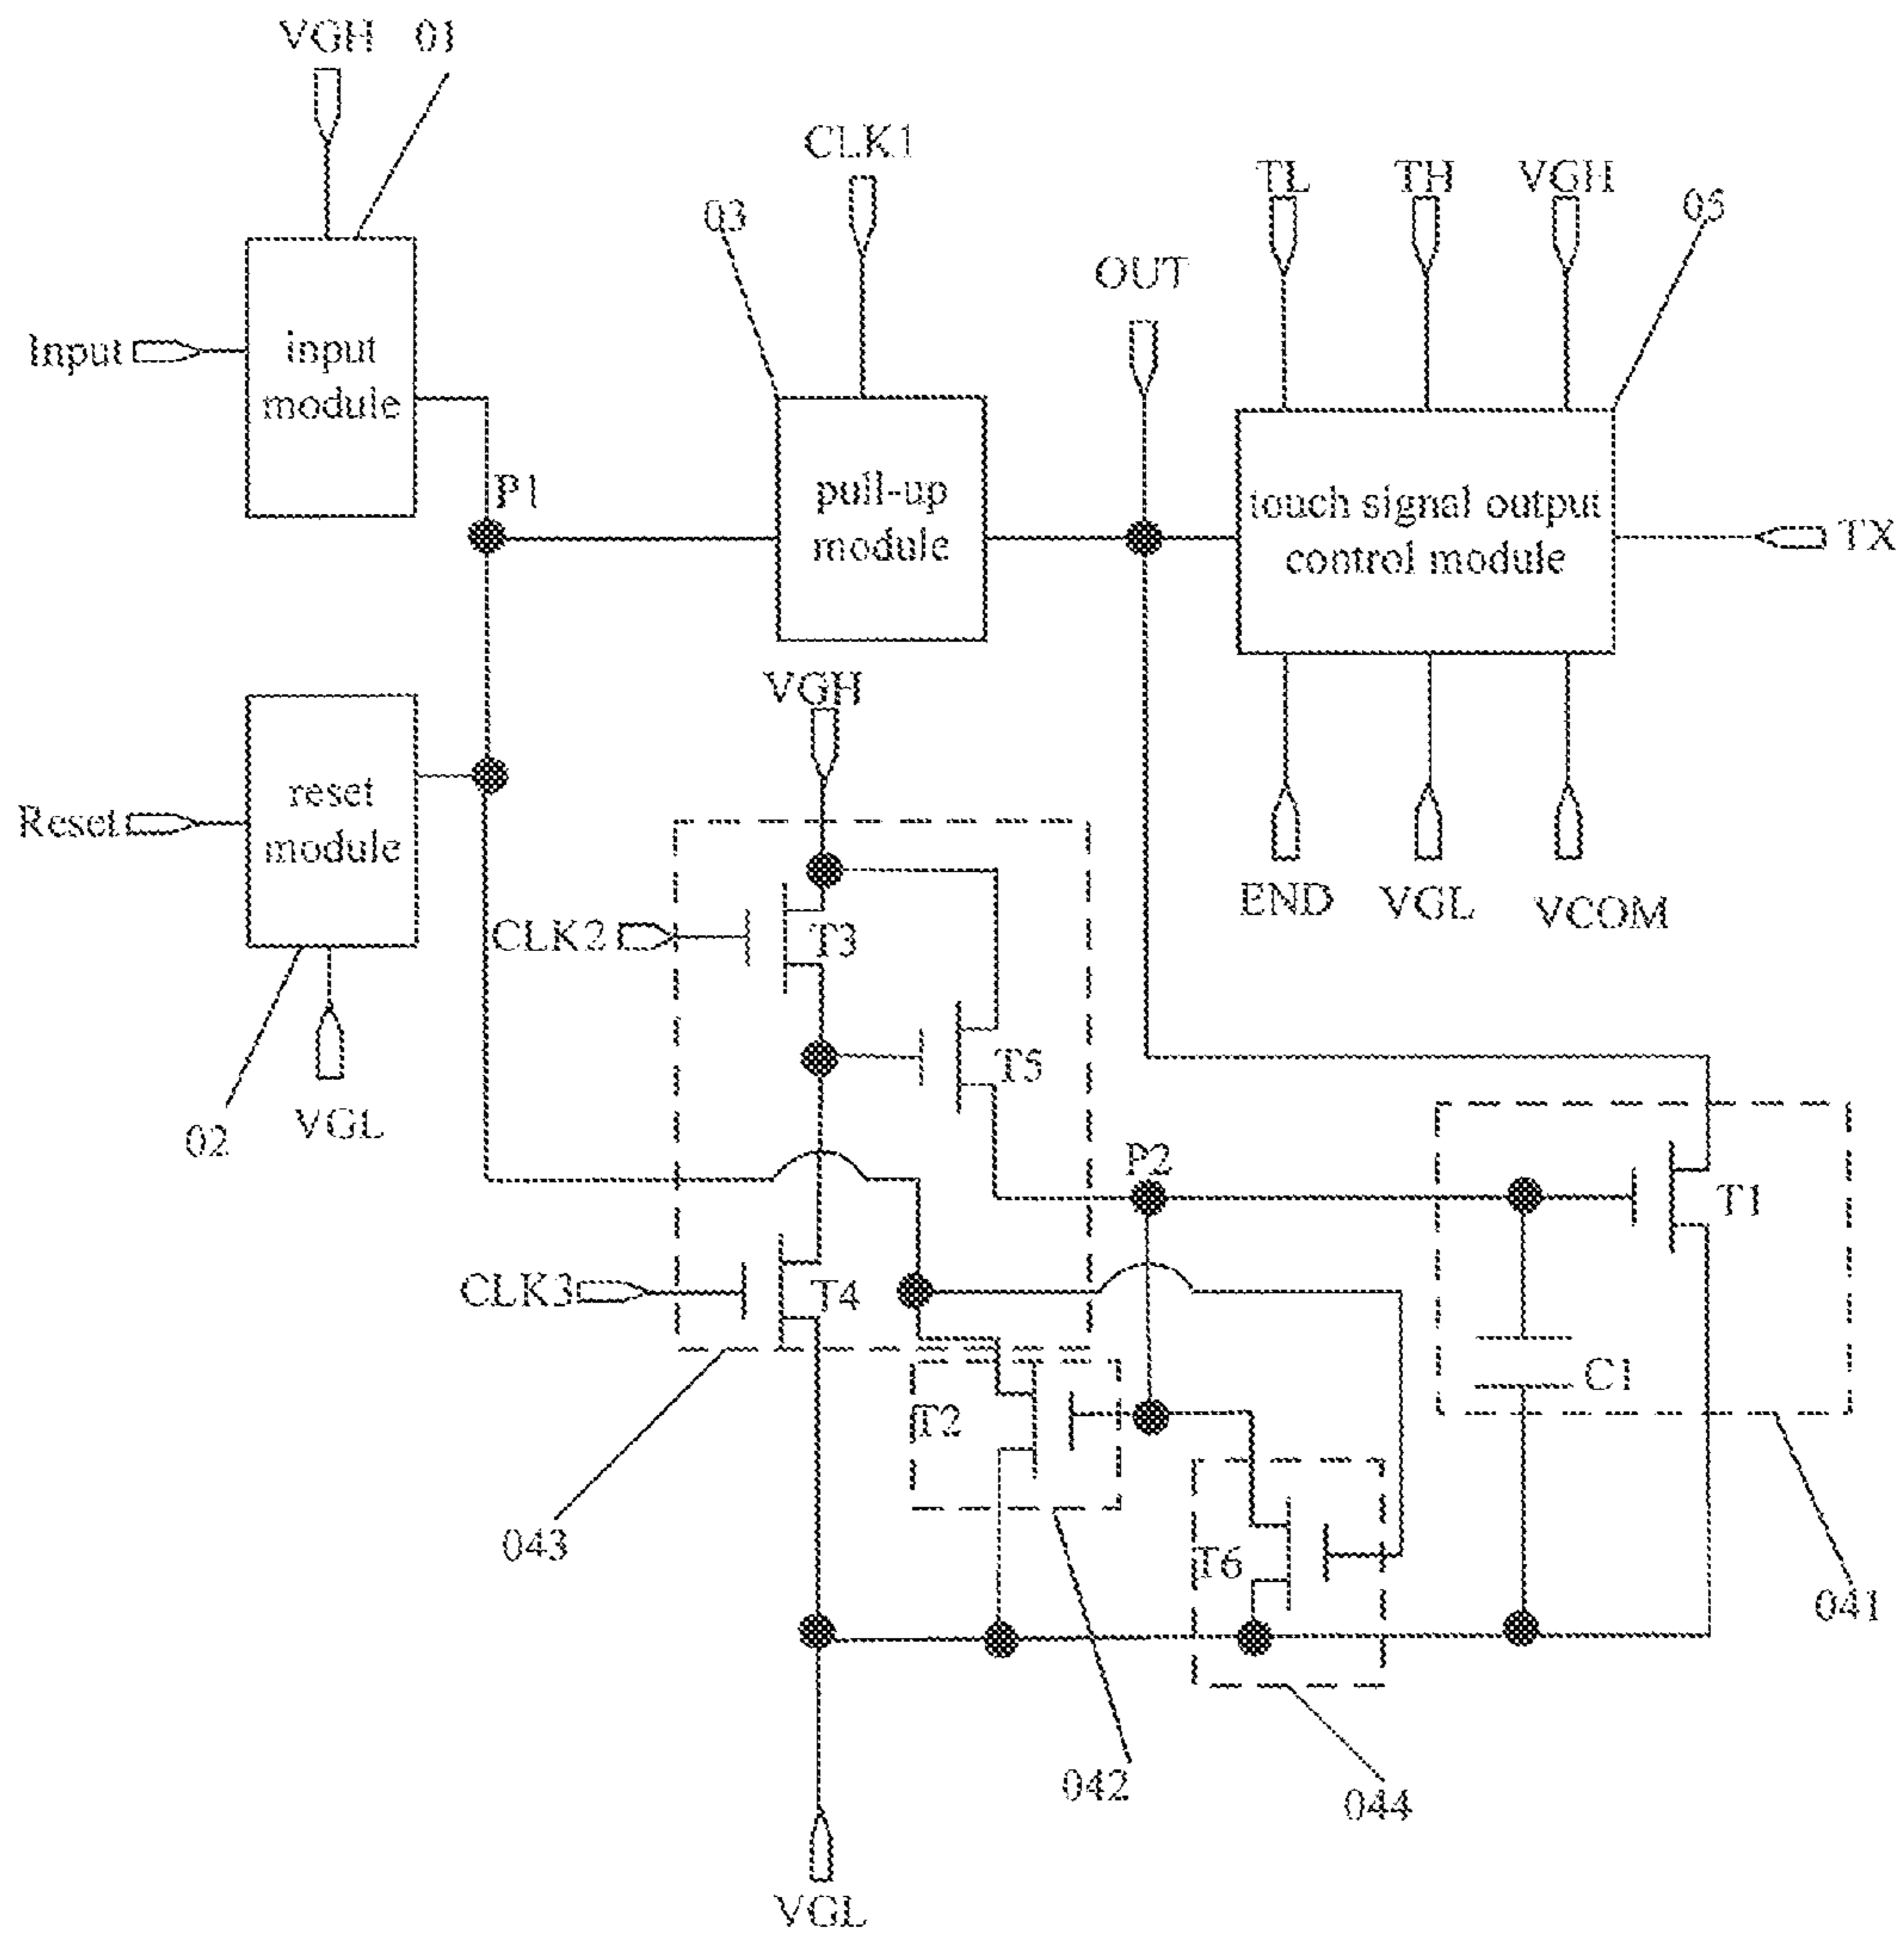 VGH 01
CLK1
TL TH VGH 05
03
OUT
Input
input
module
P1
pull-up
module
touch signal output
control module
TX
VGH
reset
module
Reset
END VGL VCOM
CLK2
T3
T5
02
VGL
P2
T1
CLK3
T4
C1
T2
043
T6
041
042
044
VGL